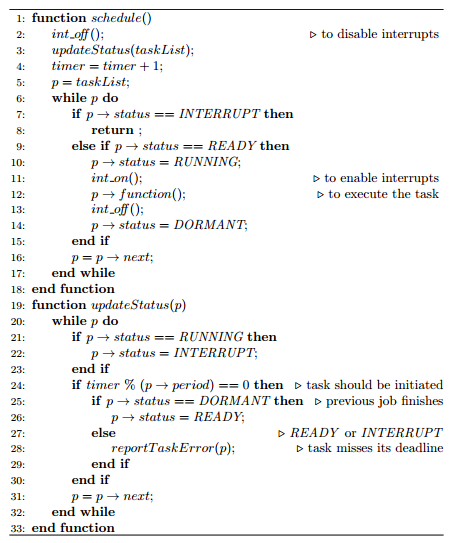 1: function schedule()
2: int_off(); ▷ to disable interrupts
3: updateStatus(taskList);
4: timer = timer + 1;
5: p = taskList;
6: while p do
7: if p → status == INTERRUPT then
8: return ;
9: else if p → status == READY then
10: p → status = RUNNING;
11: int_on(); ▷ to enable interrupts
12: p → function(); ▷ to execute the task
13: int_off();
14: p → status = DORMANT;
15: end if
16: p = p → next;
17: end while
18: end function
19: function updateStatus(p)
20: while p do
21: if p → status == RUNNING then
22: p → status = INTERRUPT;
23: end if
24: if timer % (p → period) == 0 then ▷ task should be initiated
25: if p → status == DORMANT then ▷ previous job finishes
26: p → status = READY;
27: else ▷ READY or INTERRUPT
28: reportTaskError(p); ▷ task misses its deadline
29: end if
30: end if
31: p = p → next;
32: end while
33: end function